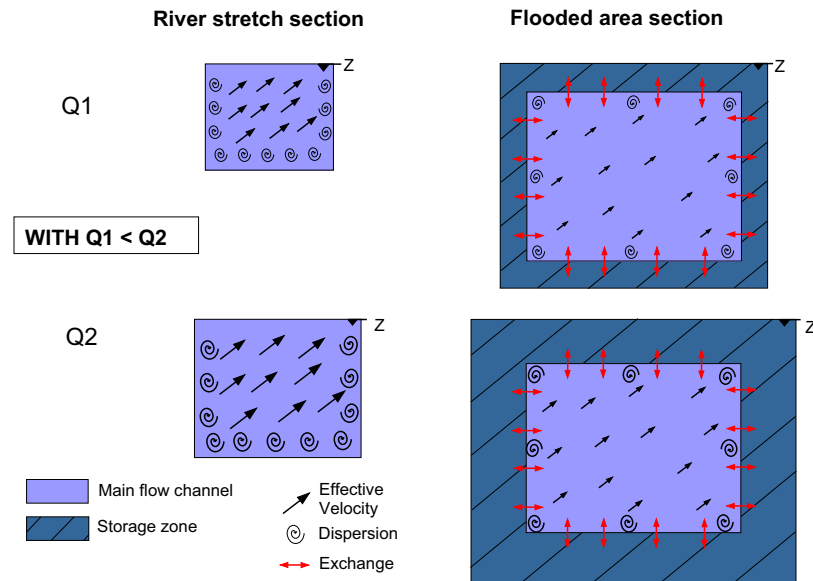 River stretch section
Flooded area section
Z
Z
Q1
WITH Q1 < Q2
Q2
Z
Z
Main flow channel
Storage zone
Effective
Velocity
Dispersion
Exchange